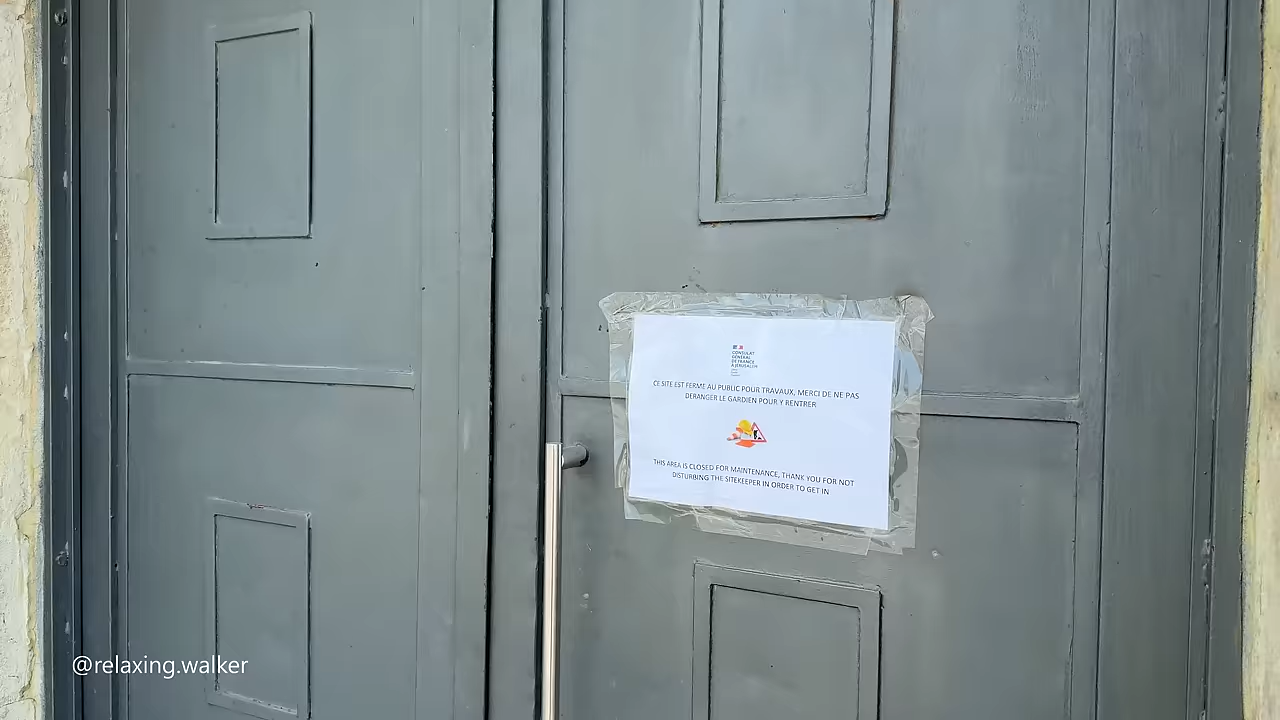 CONSULAT
GÉNÉRAL
DE FRANCE
À JÉRUSALEM
CE SITE EST FERME AU PUBLIC POUR TRAVAUX, MERCI DE NE PAS
DERANGER LE GARDIEN POUR Y RENTRER
THIS AREA IS CLOSED FOR MAINTENANCE, THANK YOU FOR NOT
DISTURBING THE SITEKEEPER IN ORDER TO GET IN
@relaxing.walker